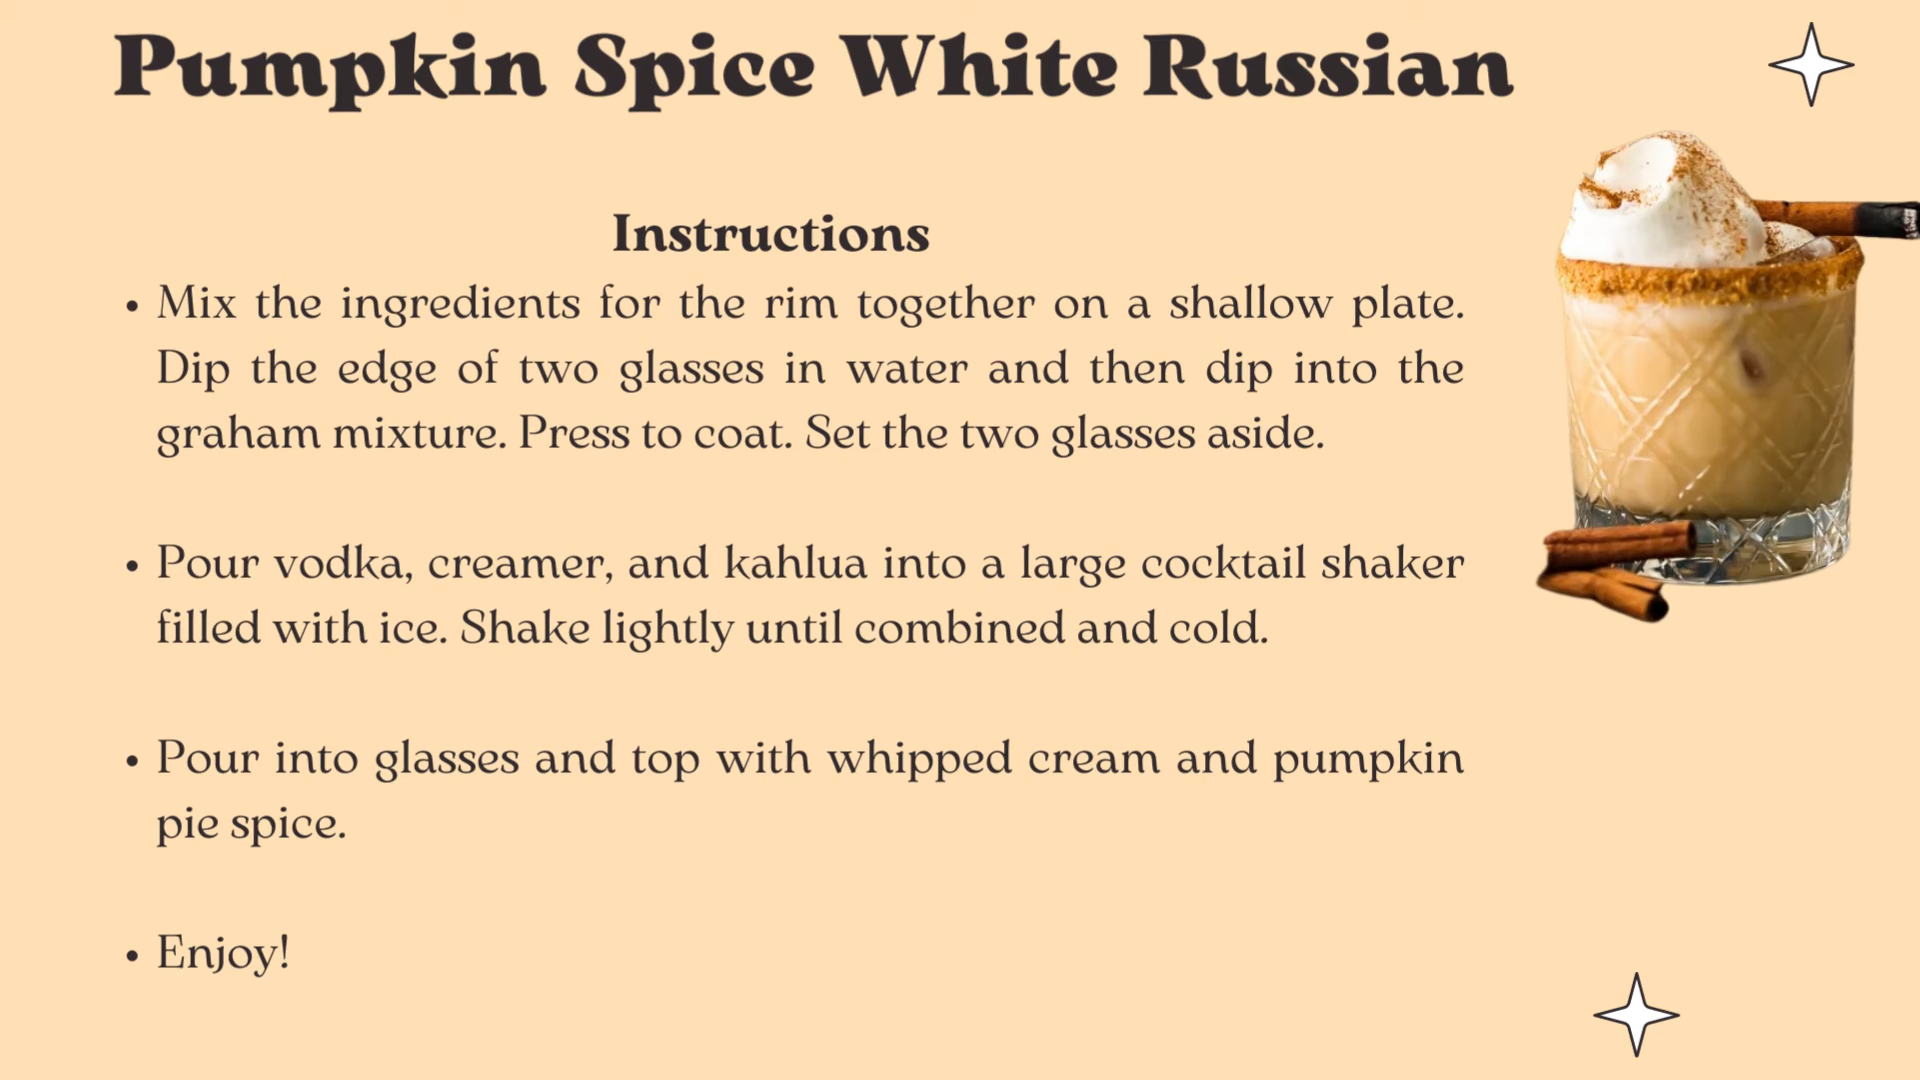 Pumpkin Spice White Russian
Instructions
• Mix the ingredients for the rim together on a shallow plate.
Dip the edge of two glasses in water and then dip into the
graham mixture. Press to coat. Set the two glasses aside.
• Pour vodka, creamer, and kahlua into a large cocktail shaker
filled with ice. Shake lightly until combined and cold.
• Pour into glasses and top with whipped cream and pumpkin
pie spice.
• Enjoy!